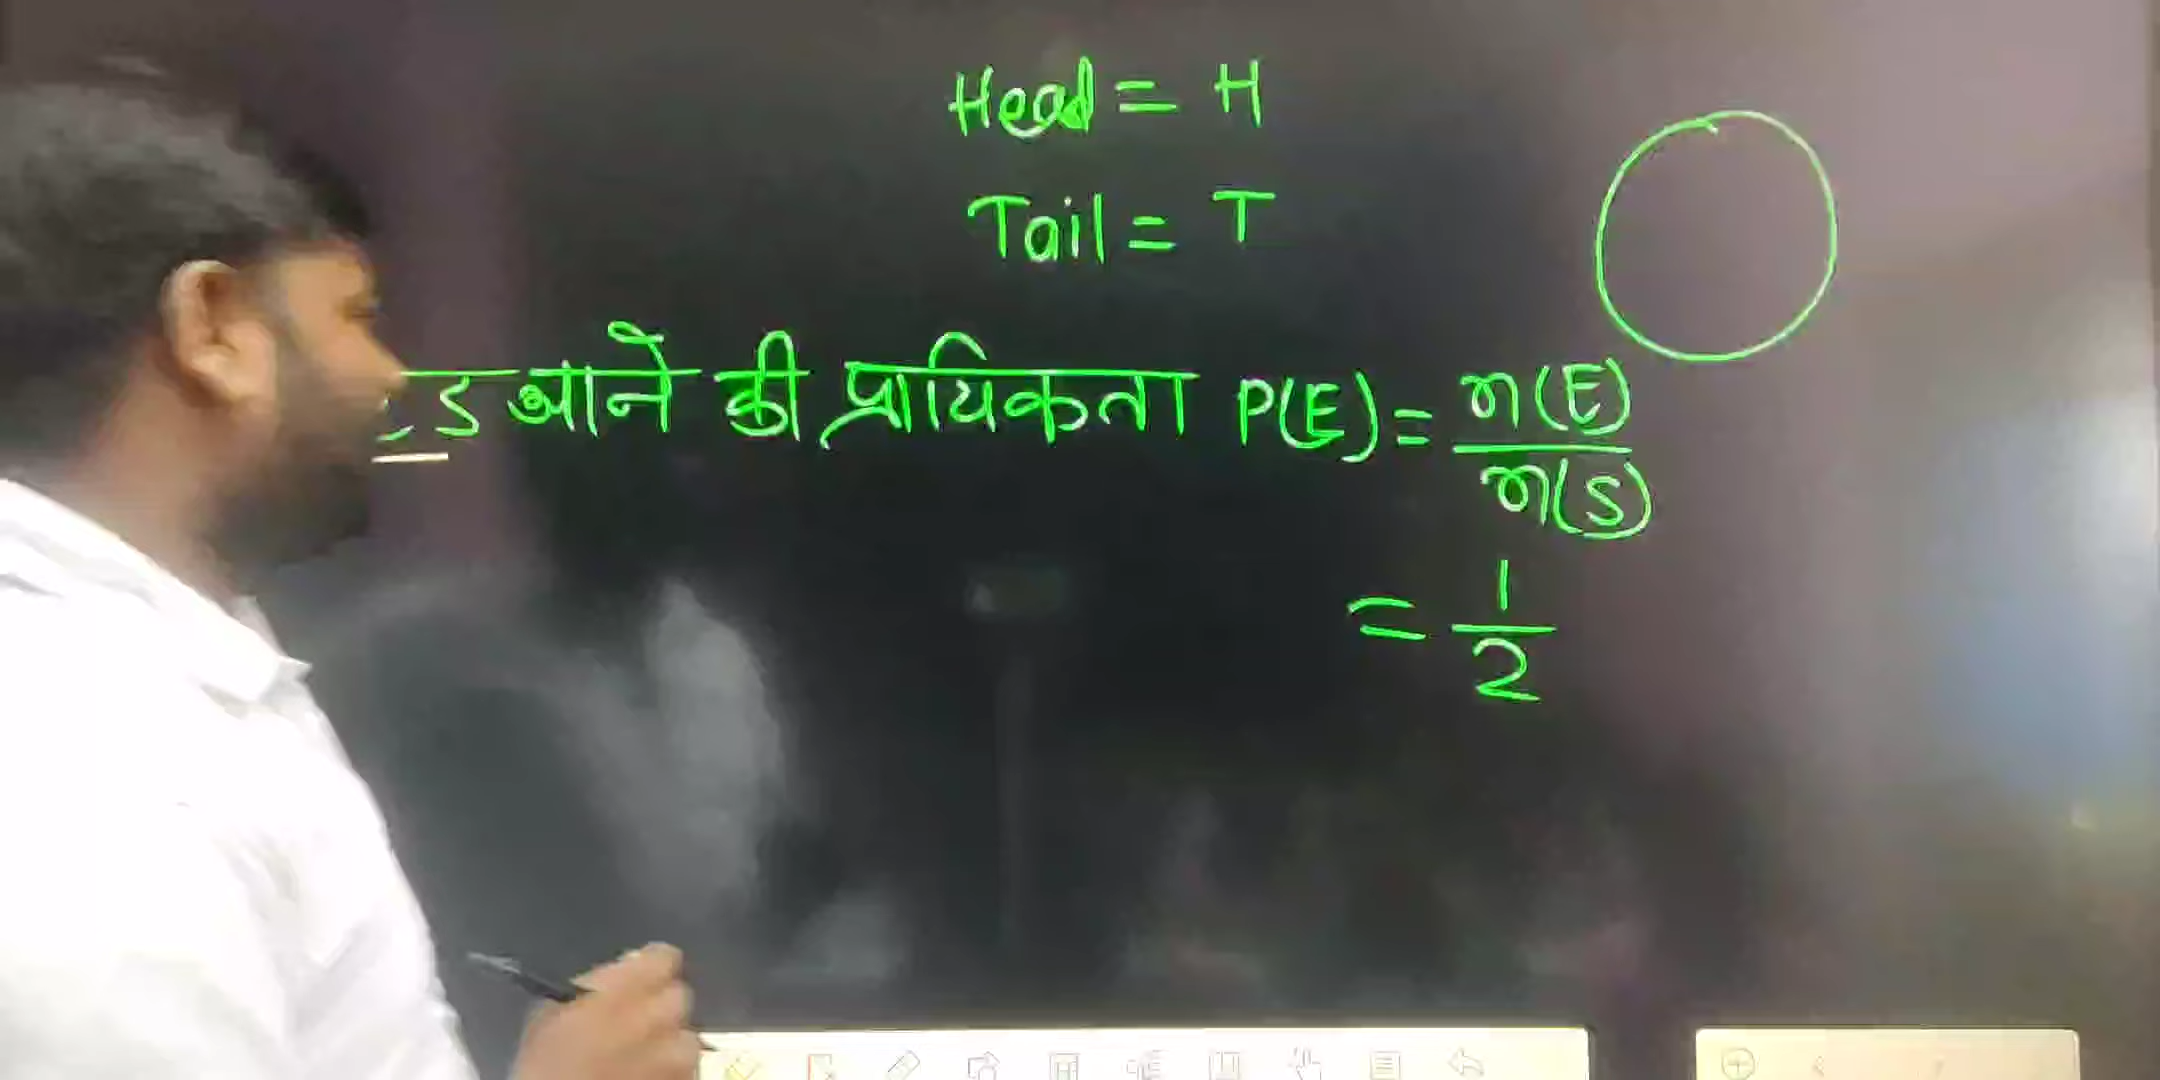 Head = H
Tail = T
आने की प्रायिकता P(E) = n(E) / n(S)
= 1/2